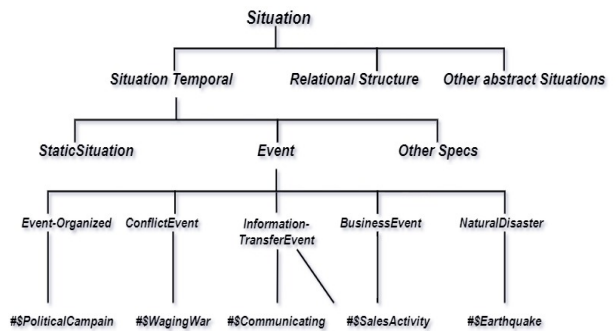 Situation
Situation Temporal
Relational Structure
Other abstract Situations
StaticSituation
Event
Other Specs
Event-Organized
ConflictEvent
Information-
TransferEvent
BusinessEvent
NaturalDisaster
#$PoliticalCampain
#$WagingWar
#$Communicating
#$SalesActivity
#$Earthquake